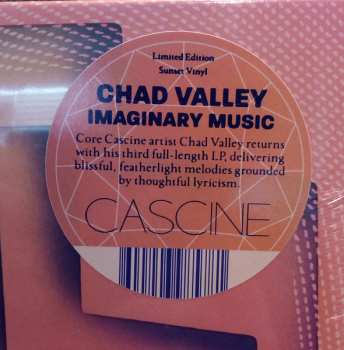 Limited Edition
Sunset Vinyl
CHAD VALLEY
IMAGINARY MUSIC
Core Cascine artist Chad Valley returns
with his third full-length LP, delivering
blissful, featherlight melodies grounded
by thoughtful lyricism.
CASCINE